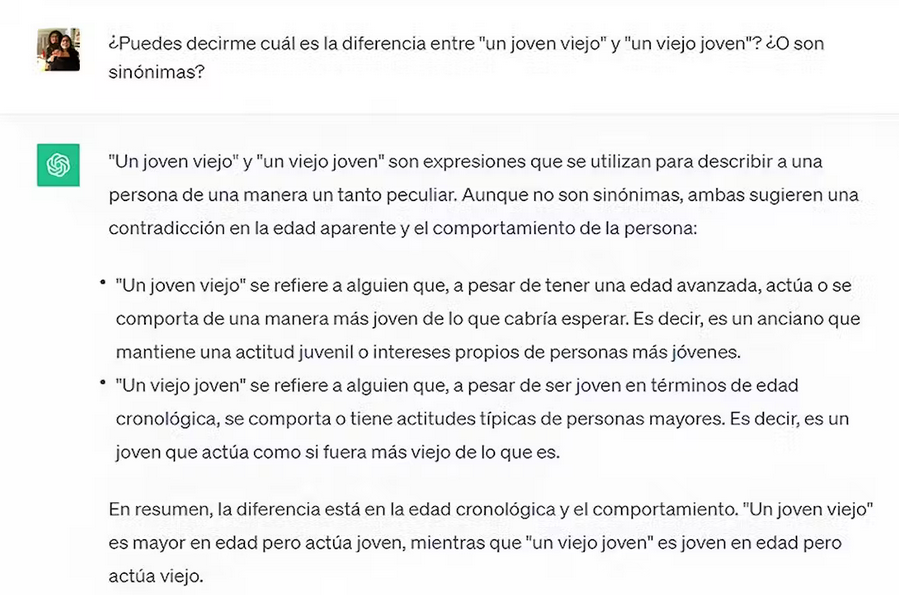 ¿Puedes decirme cuál es la diferencia entre "un joven viejo" y "un viejo joven"? ¿O son
sinónimas?
"Un joven viejo" y "un viejo joven" son expresiones que se utilizan para describir a una
persona de una manera un tanto peculiar. Aunque no son sinónimas, ambas sugieren una
contradicción en la edad aparente y el comportamiento de la persona:
• "Un joven viejo" se refiere a alguien que, a pesar de tener una edad avanzada, actúa o se
comporta de una manera más joven de lo que cabría esperar. Es decir, es un anciano que
mantiene una actitud juvenil o intereses propios de personas más jóvenes.
• "Un viejo joven" se refiere a alguien que, a pesar de ser joven en términos de edad
cronológica, se comporta o tiene actitudes típicas de personas mayores. Es decir, es un
joven que actúa como si fuera más viejo de lo que es.
En resumen, la diferencia está en la edad cronológica y el comportamiento. "Un joven viejo"
es mayor en edad pero actúa joven, mientras que "un viejo joven" es joven en edad pero
actúa viejo.